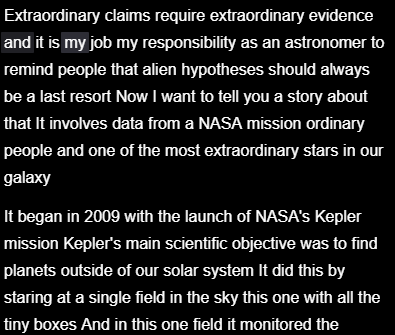 Extraordinary claims require extraordinary evidence
and it is my job my responsibility as an astronomer to
remind people that alien hypotheses should always
be a last resort Now I want to tell you a story about
that It involves data from a NASA mission ordinary
people and one of the most extraordinary stars in our
galaxy
It began in 2009 with the launch of NASA's Kepler
mission Kepler's main scientific objective was to find
planets outside of our solar system It did this by
staring at a single field in the sky this one with all the
tiny boxes And in this one field it monitored the